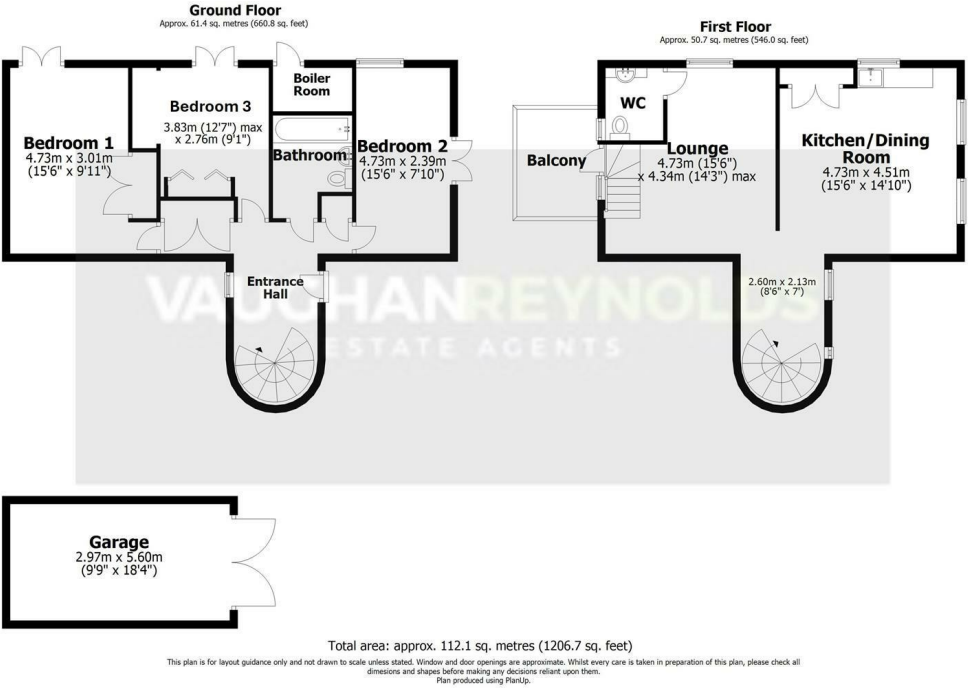 Ground Floor
Approx. 61.4 sq. metres (660.8 sq. feet)
First Floor
Approx. 50.7 sq. metres (546.0 sq. feet)
Boiler
Room
Bedroom 3
3.83m (12'7") max
x 2.76m (9'1")
Bedroom 1
4.73m x 3.01m
(15'6" x 9'11")
Bathroom
Bedroom 2
4.73m x 2.39m
(15'6" x 7'10")
Entrance
Hall
WC
Balcony
Lounge
4.73m (15'6")
x 4.34m (14'3") max
Kitchen/Dining
Room
4.73m x 4.51m
(15'6" x 14'10")
2.60m x 2.13m
(8'6" x 7')
VAUGHANREYNOLDS
ESTATE AGENTS
Garage
2.97m x 5.60m
(9'9" x 18'4")
Total area: approx. 112.1 sq. metres (1206.7 sq. feet)
This plan is for layout guidance only and not drawn to scale unless stated. Window and door openings are approximate. Whilst every care is taken in preparation of this plan, please check all
dimesions and shapes before making any decisions reliant upon them.
Plan produced using PlanUp.